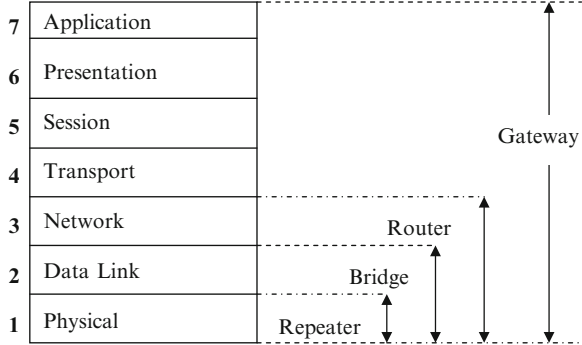 7 Application
6 Presentation
5 Session
Gateway
4 Transport
3 Network
Router
2 Data Link
Bridge
1 Physical
Repeater